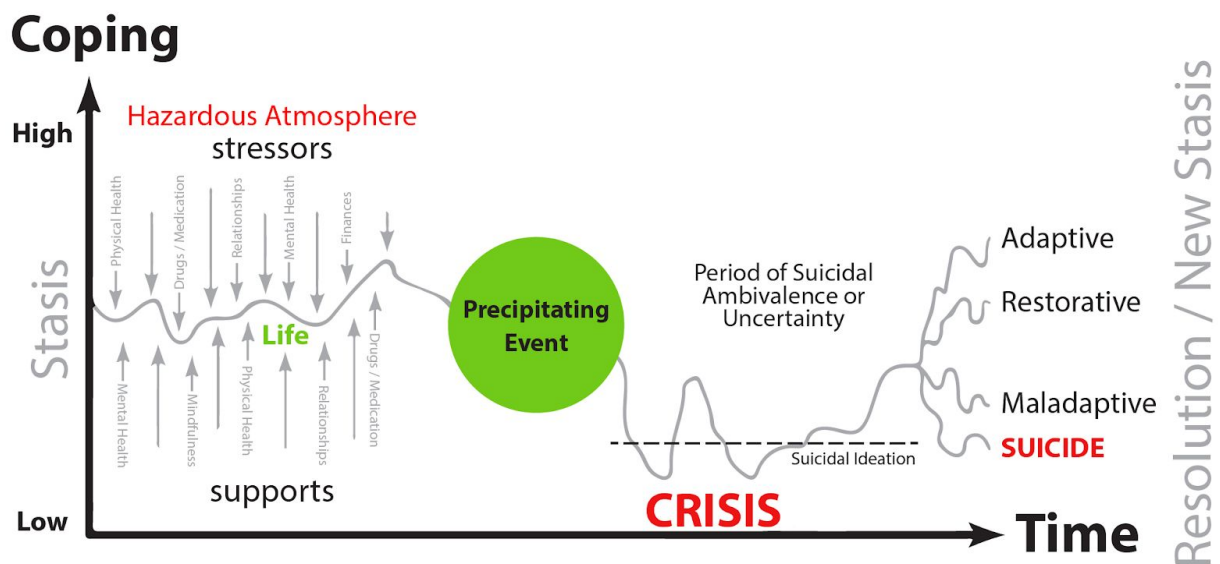 Coping
High
Hazardous Atmosphere
stressors
Physical Health
Drugs / Medication
Relationships
Mental Health
Finances
Stasis
Life
Mental Health
Mindfulness
Physical Health
Relationships
Drugs / Medication
supports
Low
Precipitating
Event
Period of Suicidal
Ambivalence or
Uncertainty
Suicidal Ideation
CRISIS
Adaptive
Restorative
Maladaptive
SUICIDE
Time
Resolution / New Stasis